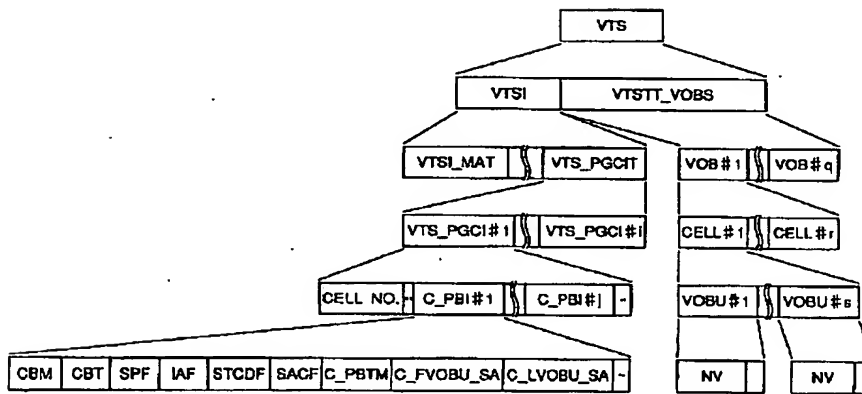 VTS
VTSI VTSTT_VOBS
VTSI_MAT VTS_PGCIT VOB#1 VOB#q
VTS_PGCI#1 VTS_PGCI#i CELL#1 CELL#r
CELL NO. C_PBI#1 C_PBI#j VOBU#1 VOBU#s
CBM CBT SPF IAF STCDF SACF C_PBTM C_FVOBU_SA C_LVOBU_SA NV NV